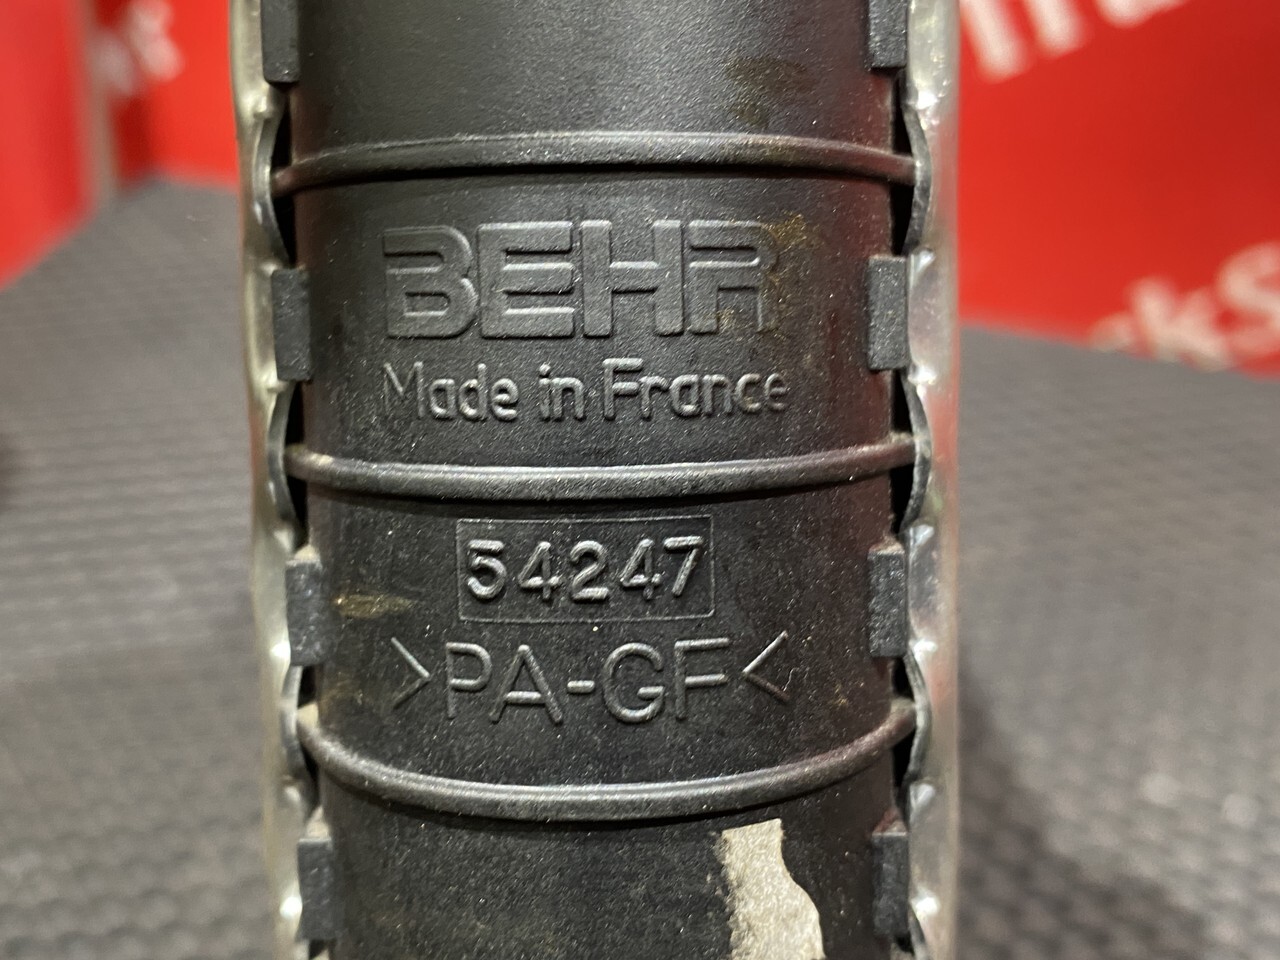 BEHR
Made in France
54247
>PA-GF<